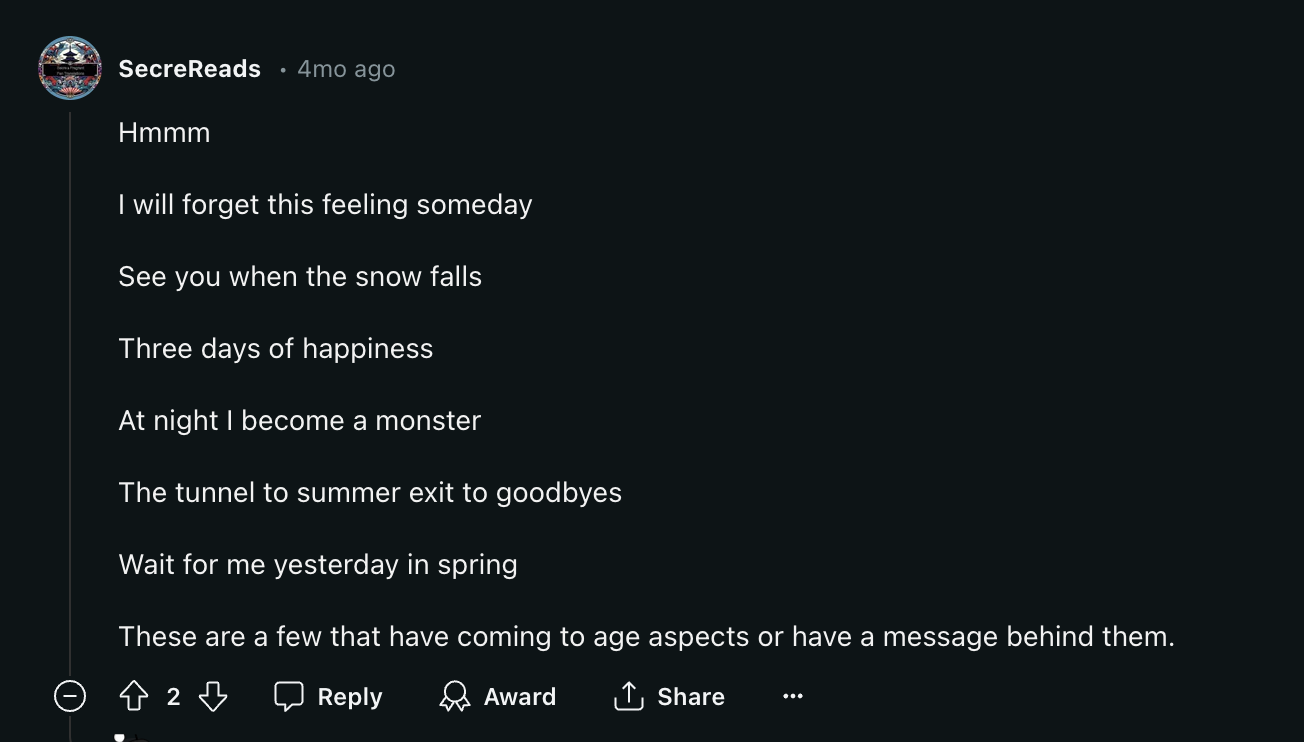 SecreReads • 4mo ago
Hmmm
I will forget this feeling someday
See you when the snow falls
Three days of happiness
At night I become a monster
The tunnel to summer exit to goodbyes
Wait for me yesterday in spring
These are a few that have coming to age aspects or have a message behind them.
2 Reply Award Share